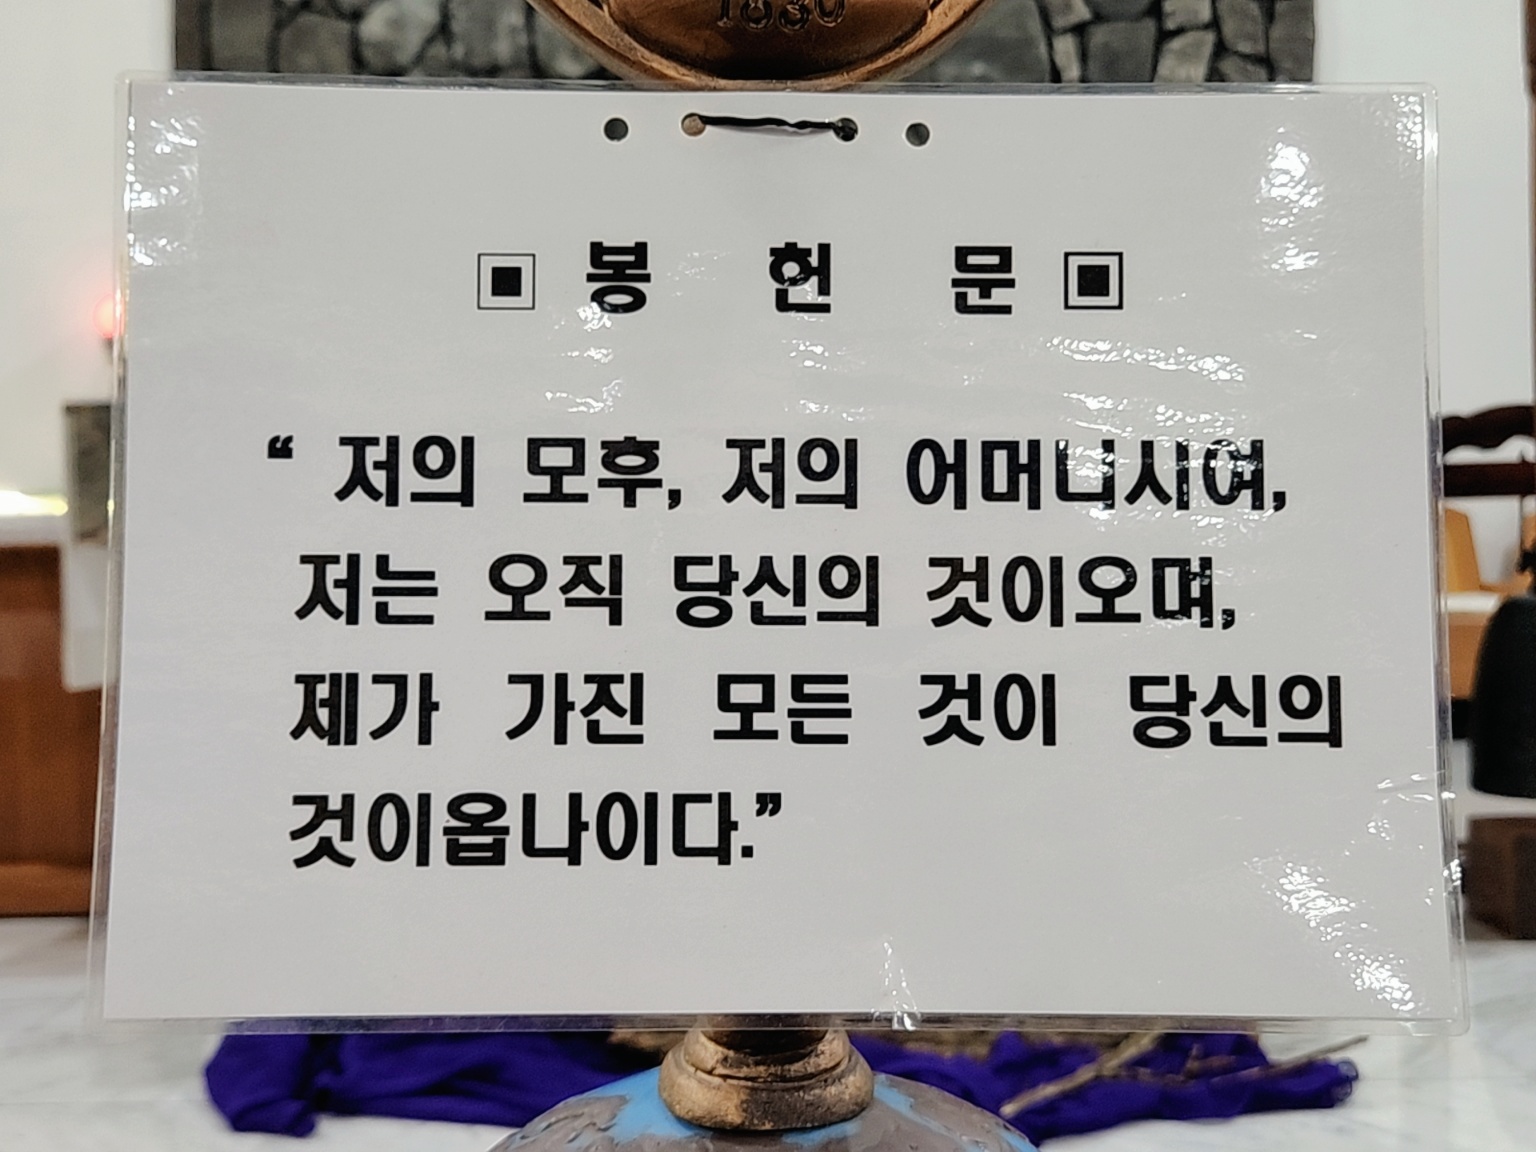 1830
▣ 봉 헌 문 ▣
“ 저의 모후, 저의 어머니시여,
저는 오직 당신의 것이오며,
제가 가진 모든 것이 당신의
것이옵나이다.”